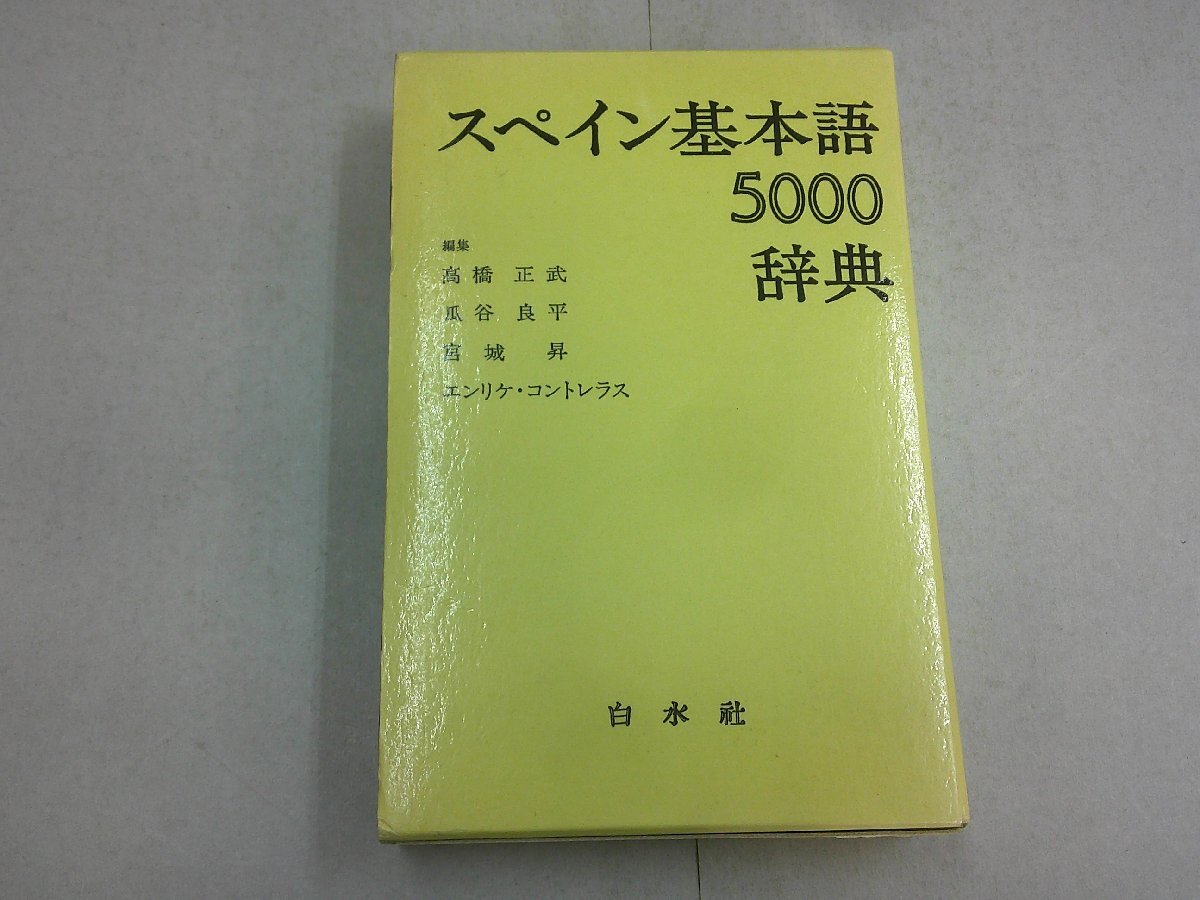 スペイン基本語
5000
辞典
編集
高橋 正武
瓜谷 良平
宮城 昇
エンリケ・コントレラス
白水社